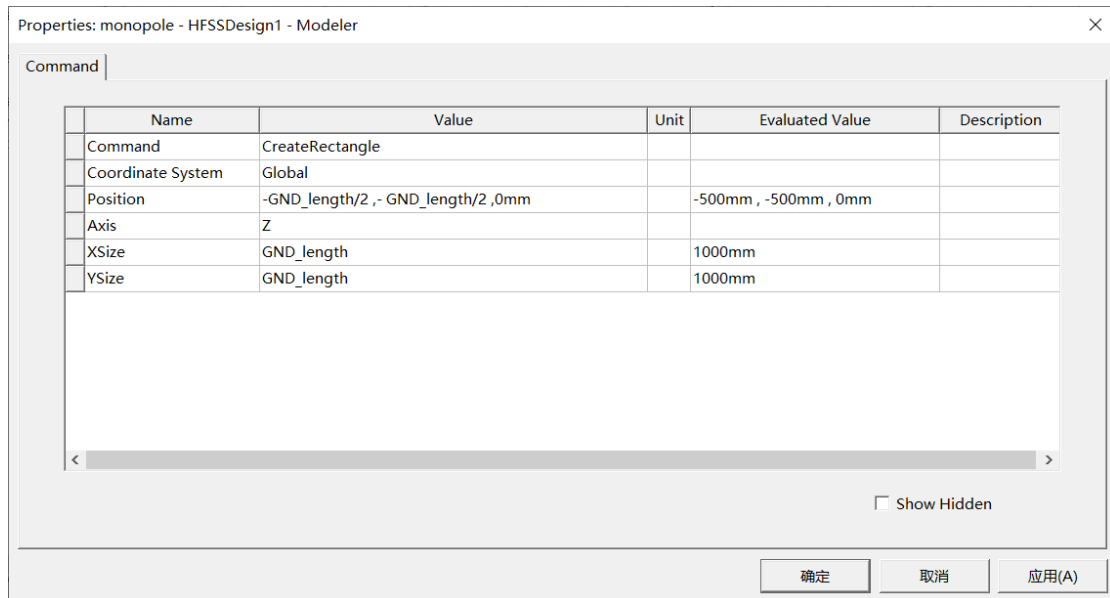 Properties: monopole - HFSSDesign1 - Modeler
Command
Name Value Unit Evaluated Value Description
Command CreateRectangle
Coordinate System Global
Position -GND_length/2 ,- GND_length/2 ,0mm -500mm , -500mm , 0mm
Axis Z
XSize GND_length 1000mm
YSize GND_length 1000mm
Show Hidden
确定 取消 应用(A)